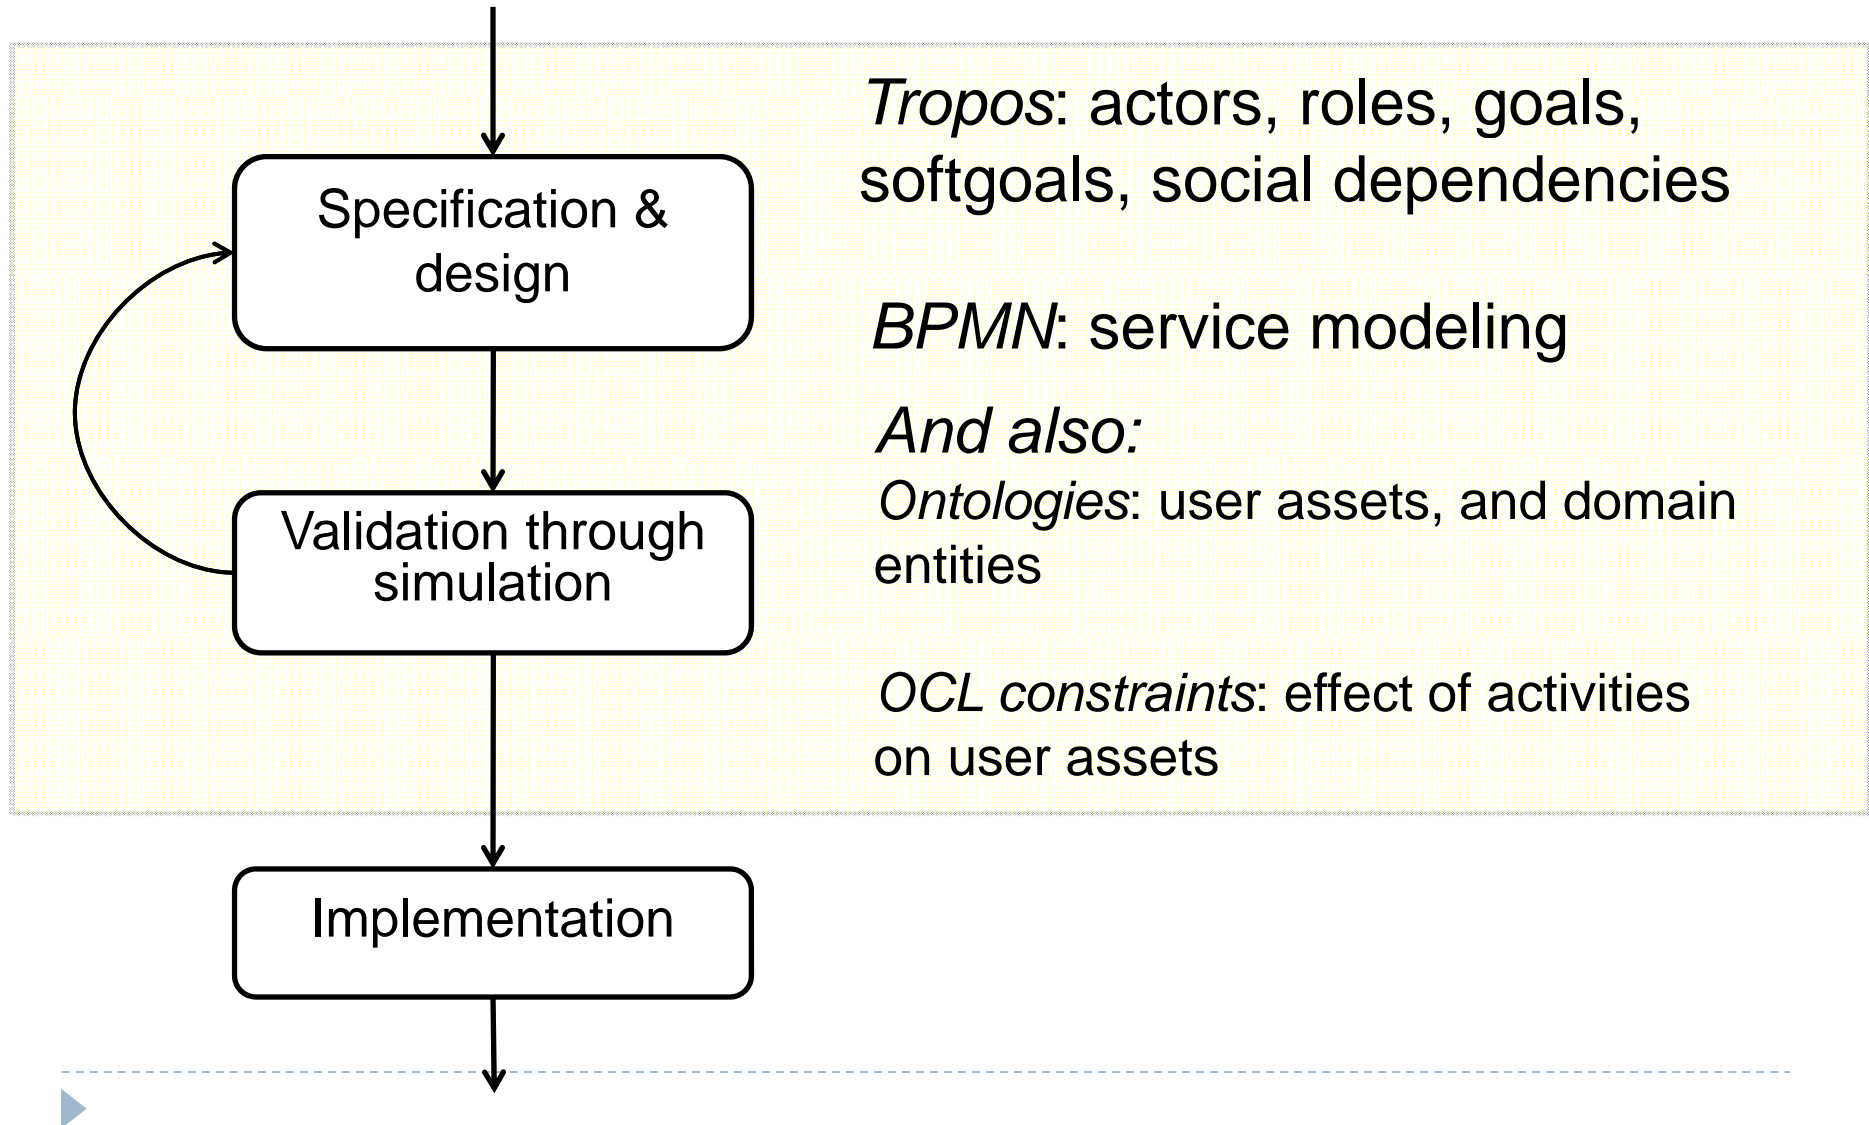 Specification &
design
Validation through
simulation
Implementation
Tropos: actors, roles, goals,
softgoals, social dependencies
BPMN: service modeling
And also:
Ontologies: user assets, and domain
entities
OCL constraints: effect of activities
on user assets